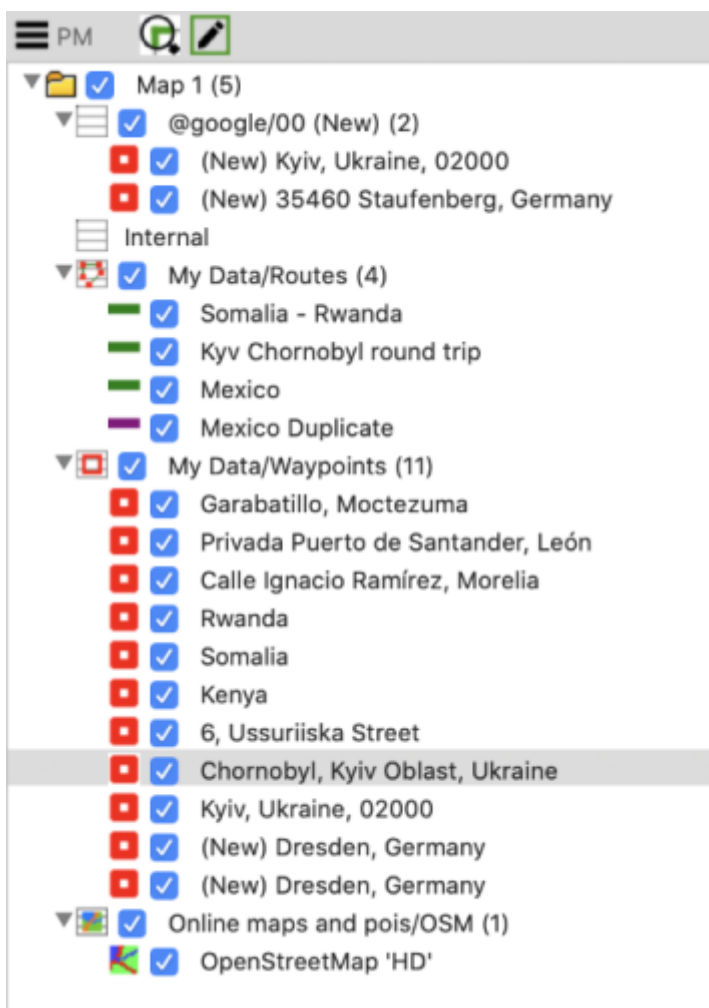 PM
Map 1 (5)
@google/00 (New) (2)
(New) Kyiv, Ukraine, 02000
(New) 35460 Staufenberg, Germany
Internal
My Data/Routes (4)
Somalia - Rwanda
Kyv Chornobyl round trip
Mexico
Mexico Duplicate
My Data/Waypoints (11)
Garabatillo, Moctezuma
Privada Puerto de Santander, León
Calle Ignacio Ramírez, Morelia
Rwanda
Somalia
Kenya
6, Ussuriiska Street
Chornobyl, Kyiv Oblast, Ukraine
Kyiv, Ukraine, 02000
(New) Dresden, Germany
(New) Dresden, Germany
Online maps and pois/OSM (1)
OpenStreetMap 'HD'